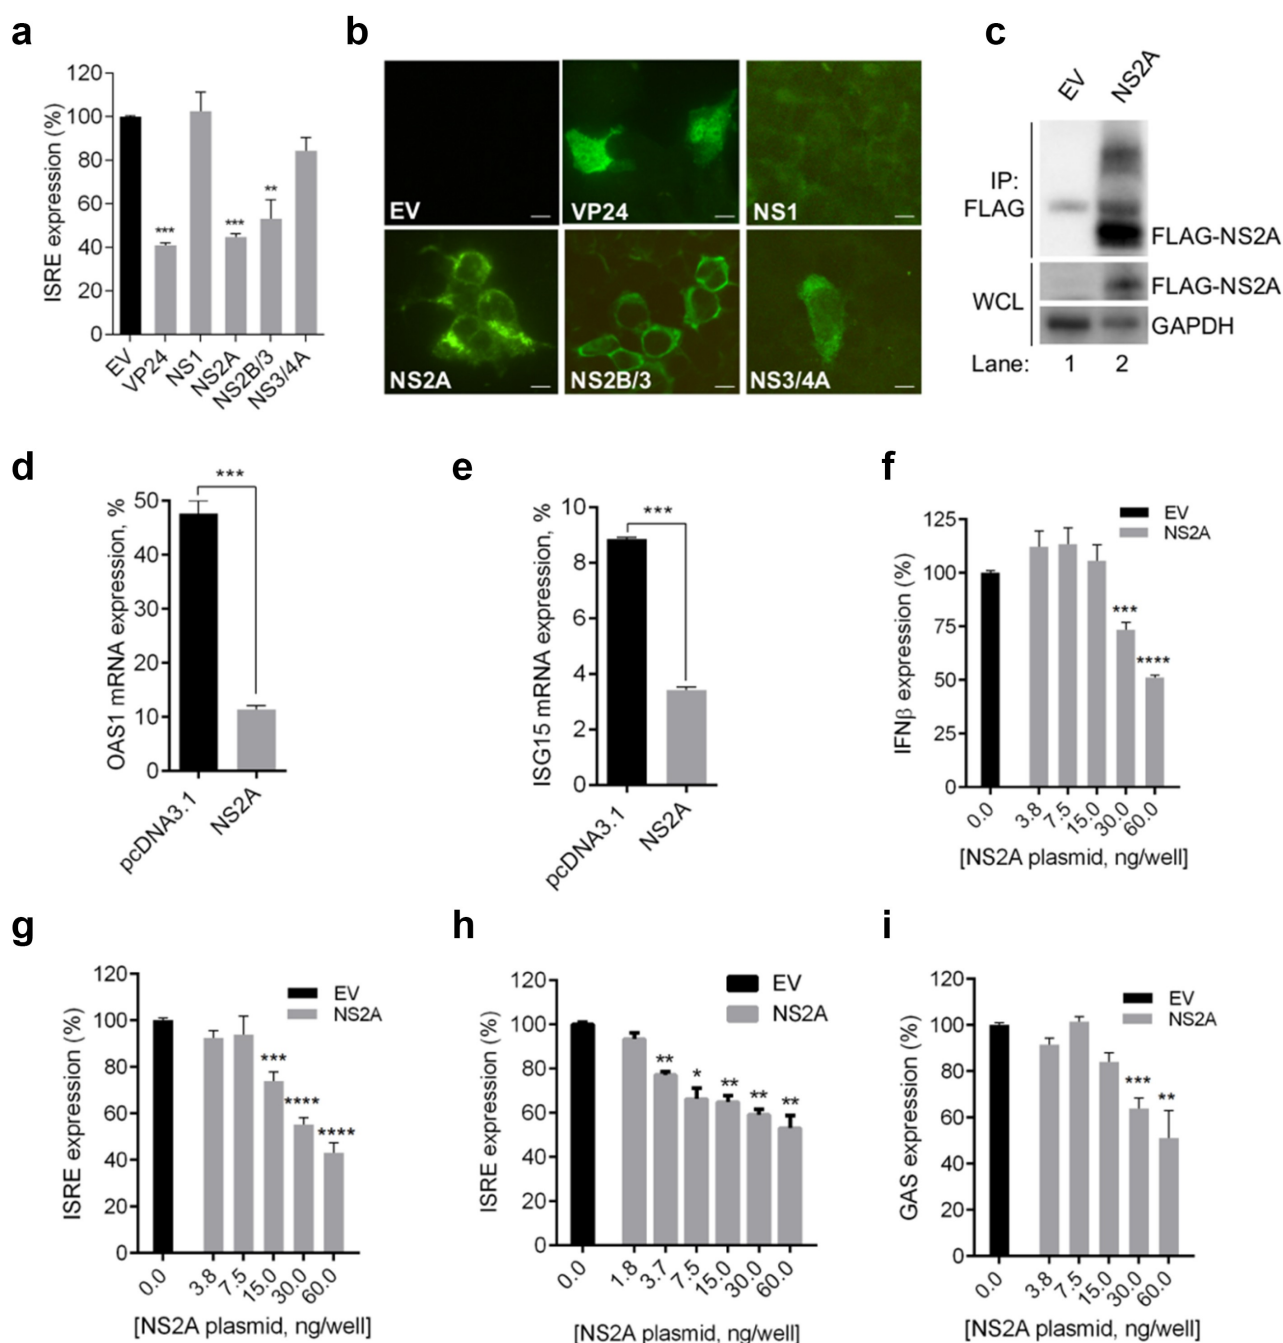 a
ISRE expression (%)
120
100
80
60
40
20
0
***
***
**
EV
VP24
NS1
NS2A
NS2B/3
NS3/4A
b
EV
VP24
NS1
NS2A
NS2B/3
NS3/4A
c
EV
NS2A
IP:
FLAG
FLAG-NS2A
WCL
FLAG-NS2A
GAPDH
Lane: 1 2
d
OAS1 mRNA expression, %
50
40
30
20
10
0
***
pcDNA3.1
NS2A
e
ISG15 mRNA expression, %
10
8
6
4
2
0
***
pcDNA3.1
NS2A
f
EV
NS2A
IFNβ expression (%)
125
100
75
50
25
0
***
****
0.0
3.8
7.5
15.0
30.0
60.0
[NS2A plasmid, ng/well]
g
EV
NS2A
ISRE expression (%)
120
100
80
60
40
20
0
***
****
****
0.0
3.8
7.5
15.0
30.0
60.0
[NS2A plasmid, ng/well]
h
EV
NS2A
ISRE expression (%)
120
100
80
60
40
20
0
**
*
**
**
**
0.0
1.8
3.7
7.5
15.0
30.0
60.0
[NS2A plasmid, ng/well]
i
EV
NS2A
GAS expression (%)
120
100
80
60
40
20
0
***
**
0.0
3.8
7.5
15.0
30.0
60.0
[NS2A plasmid, ng/well]